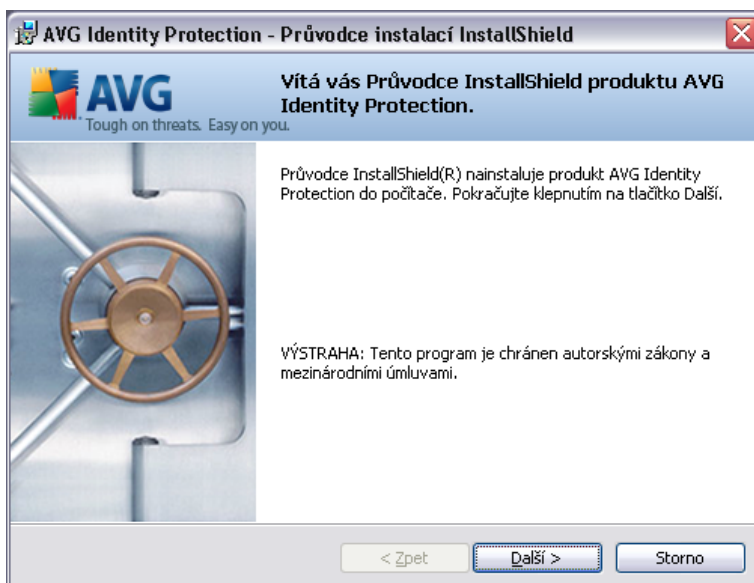 AVG Identity Protection - Průvodce instalací InstallShield
AVG
Tough on threats. Easy on you.
Vítá vás Průvodce InstallShield produktu AVG
Identity Protection.
Průvodce InstallShield(R) nainstaluje produkt AVG Identity
Protection do počítače. Pokračujte klepnutím na tlačítko Další.
VÝSTRAHA: Tento program je chránen autorskými zákony a
mezinárodními úmluvami.
< Zpet
Další >
Storno